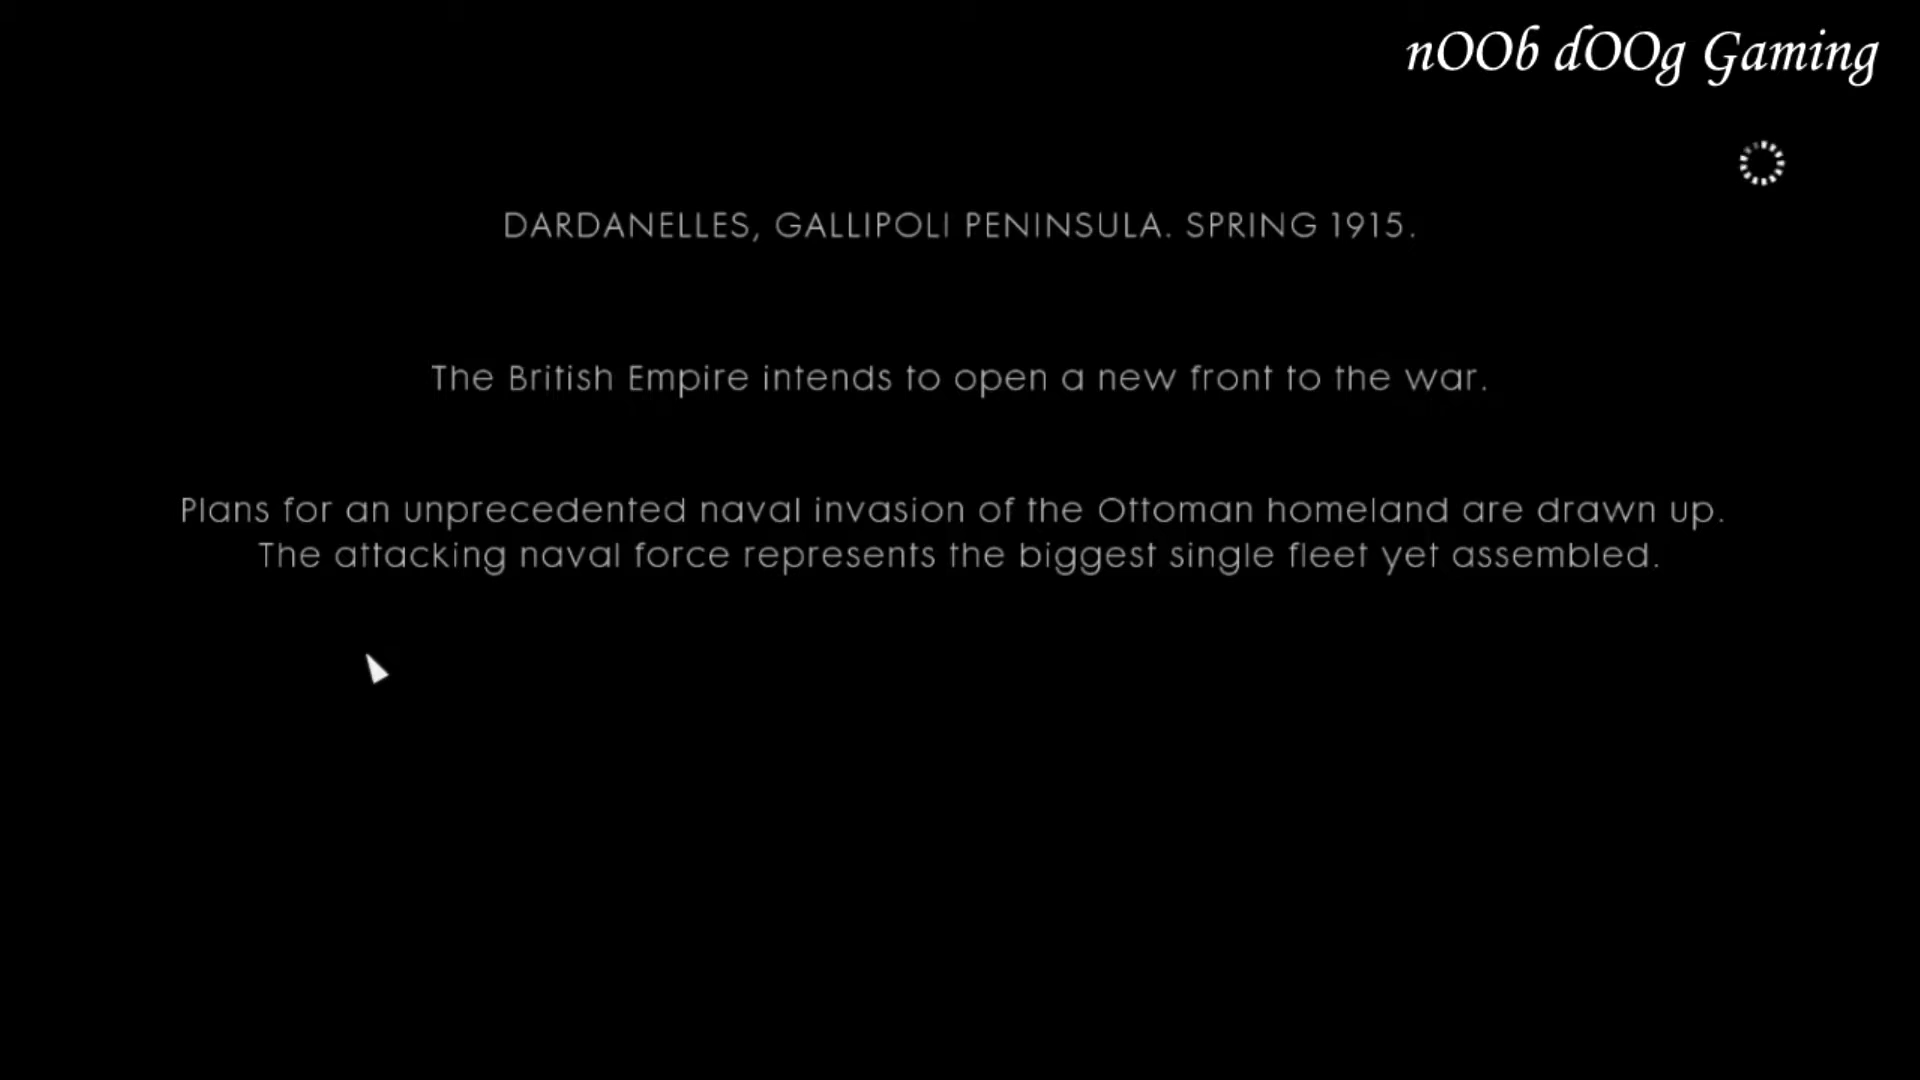 nOOb dOOg Gaming
DARDANELLES, GALLIPOLI PENINSULA. SPRING 1915.
The British Empire intends to open a new front to the war.
Plans for an unprecedented naval invasion of the Ottoman homeland are drawn up.
The attacking naval force represents the biggest single fleet yet assembled.